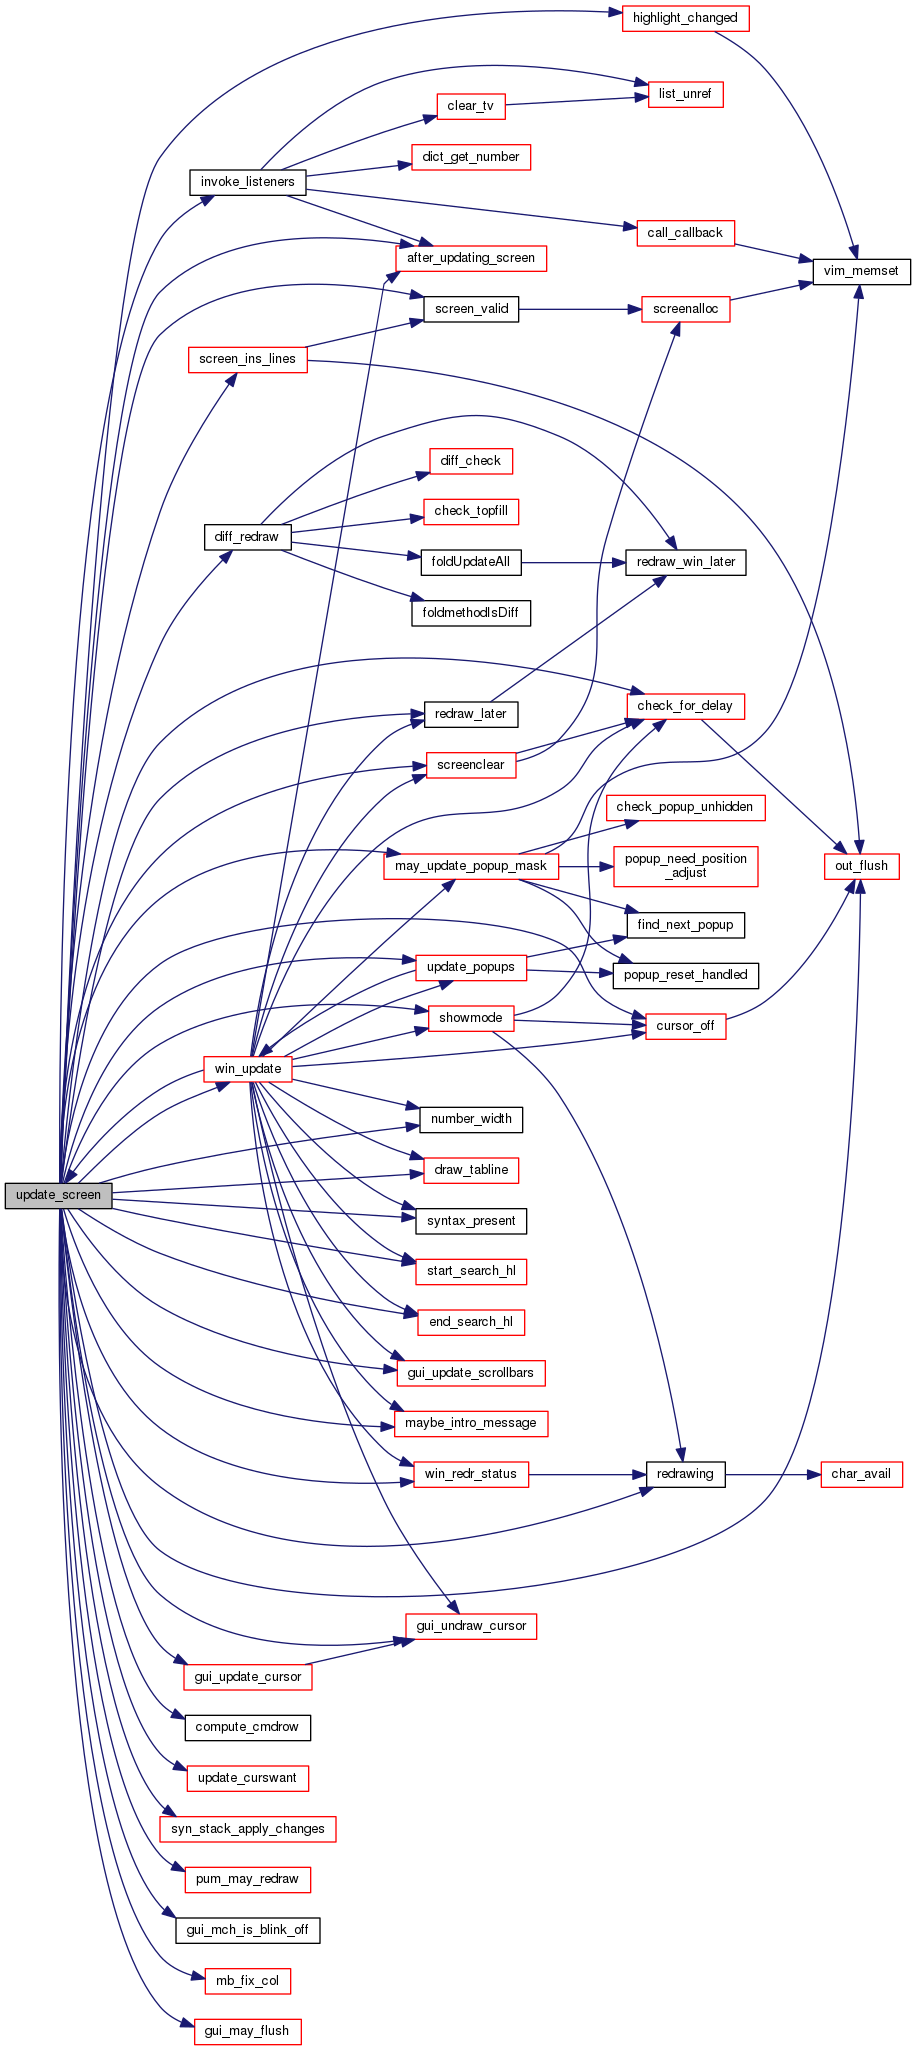 highlight_changed
list_unref
clear_tv
dict_get_number
invoke_listeners
call_callback
after_updating_screen
vim_memset
screen_valid
screenalloc
screen_ins_lines
diff_check
check_topfill
diff_redraw
foldUpdateAll
redraw_win_later
foldmethodIsDiff
check_for_delay
redraw_later
screenclear
check_popup_unhidden
may_update_popup_mask
popup_need_position
_adjust
out_flush
find_next_popup
update_popups
popup_reset_handled
showmode
cursor_off
win_update
number_width
draw_tabline
update_screen
syntax_present
start_search_hl
end_search_hl
gui_update_scrollbars
maybe_intro_message
win_redr_status
redrawing
char_avail
gui_undraw_cursor
gui_update_cursor
compute_cmdrow
update_curswant
syn_stack_apply_changes
pum_may_redraw
gui_mch_is_blink_off
mb_fix_col
gui_may_flush